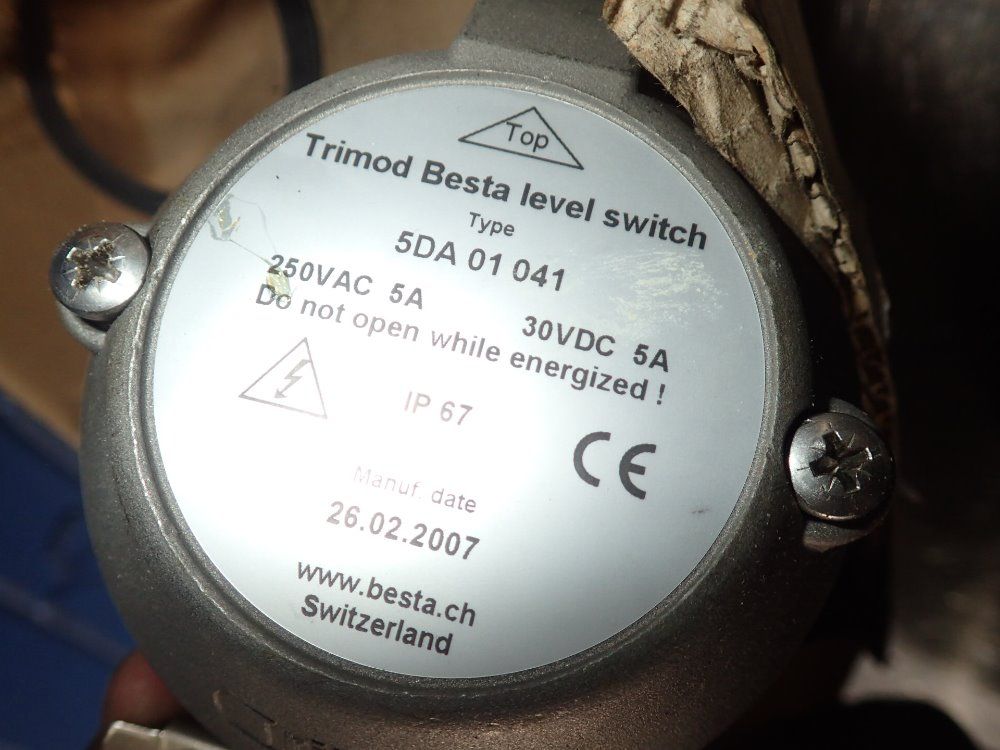 Top
Trimod Besta level switch
Type
5DA 01 041
250VAC 5A 30VDC 5A
Do not open while energized !
IP 67
CE
Manuf. date
26.02.2007
www.besta.ch
Switzerland